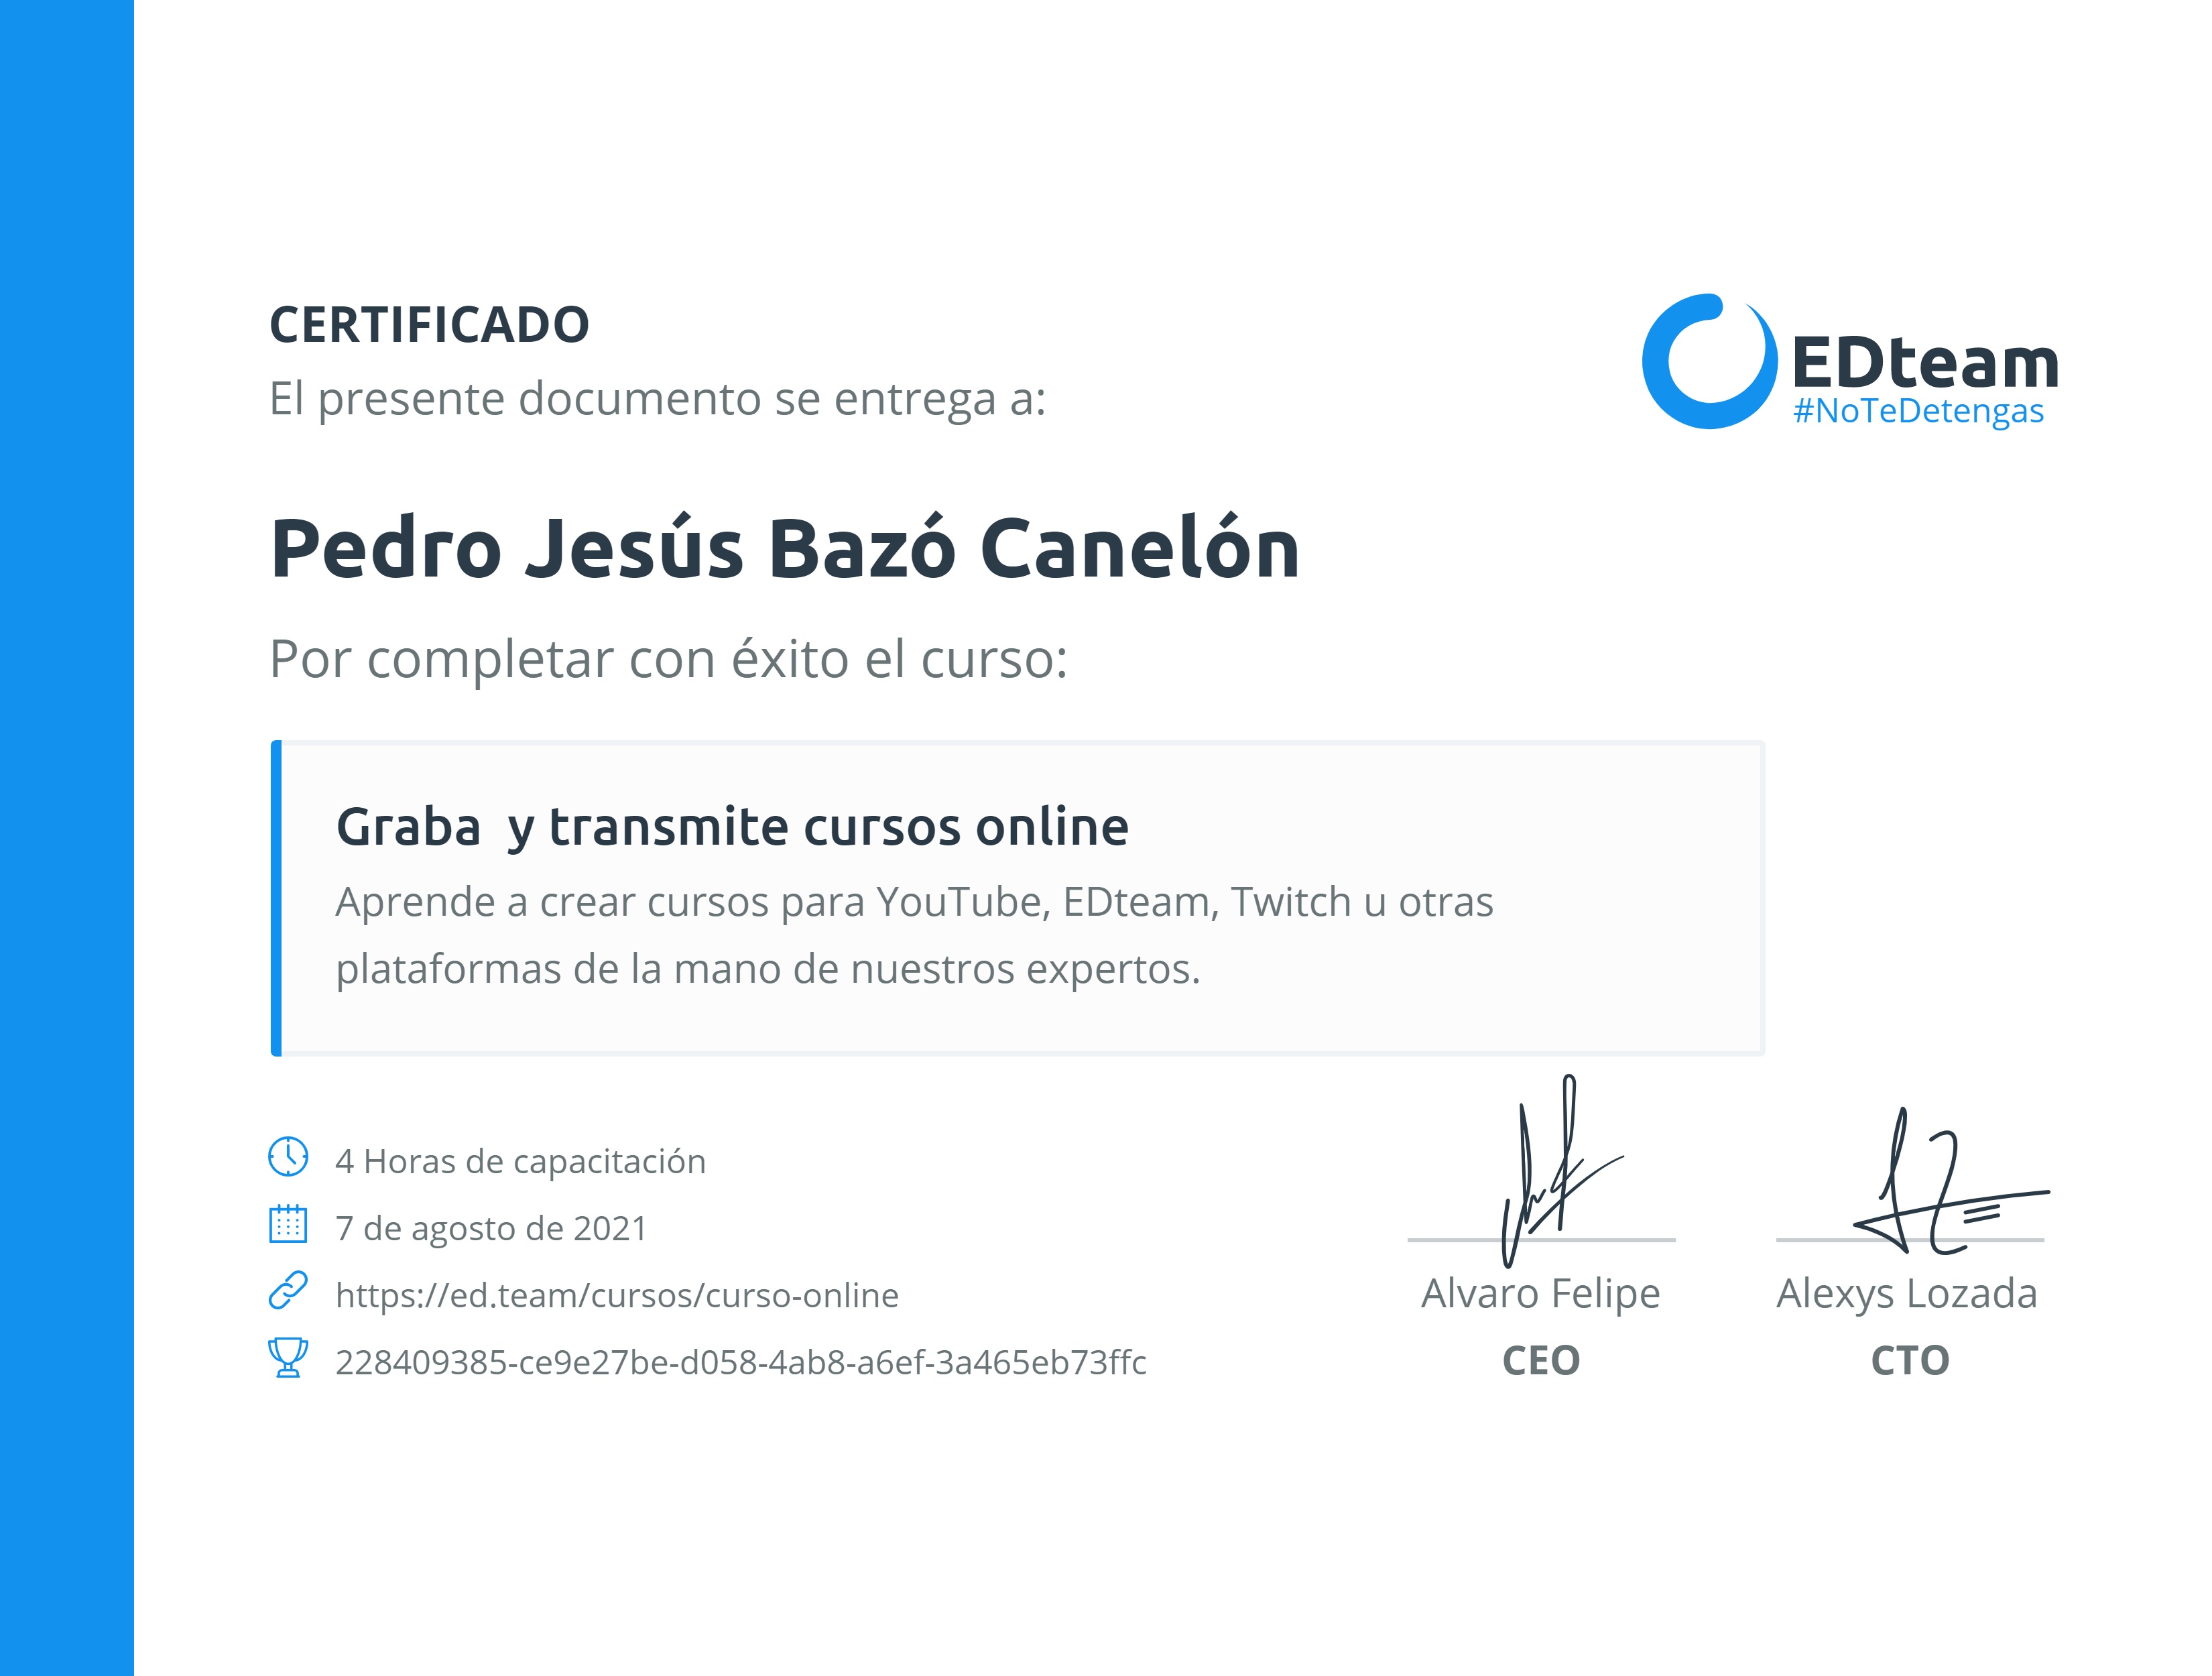 CERTIFICADO
El presente documento se entrega a:
EDteam
#NoTeDetengas
Pedro Jesús Bazó Canelón
Por completar con éxito el curso:
Graba  y transmite cursos online
Aprende a crear cursos para YouTube, EDteam, Twitch u otras
plataformas de la mano de nuestros expertos.
4 Horas de capacitación
7 de agosto de 2021
https://ed.team/cursos/curso-online
228409385-ce9e27be-d058-4ab8-a6ef-3a465eb73ffc
Alvaro Felipe
CEO
Alexys Lozada
CTO